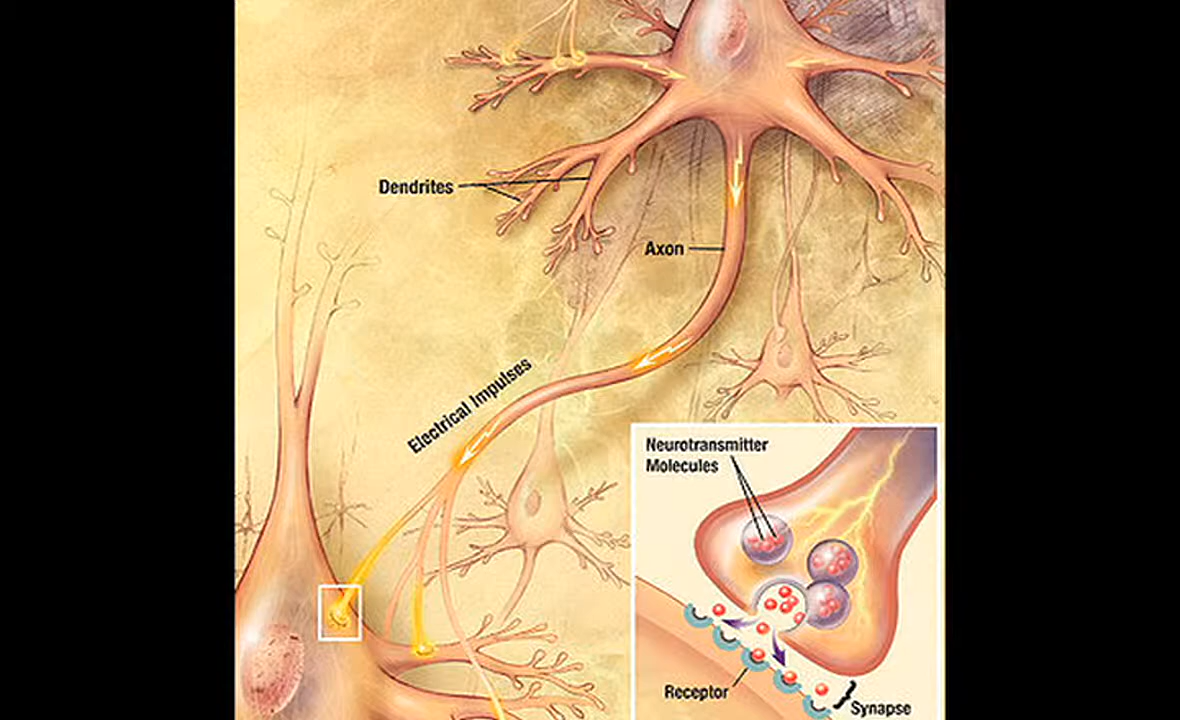 Dendrites
Axon
Electrical Impulses
Neurotransmitter
Molecules
Receptor
Synapse